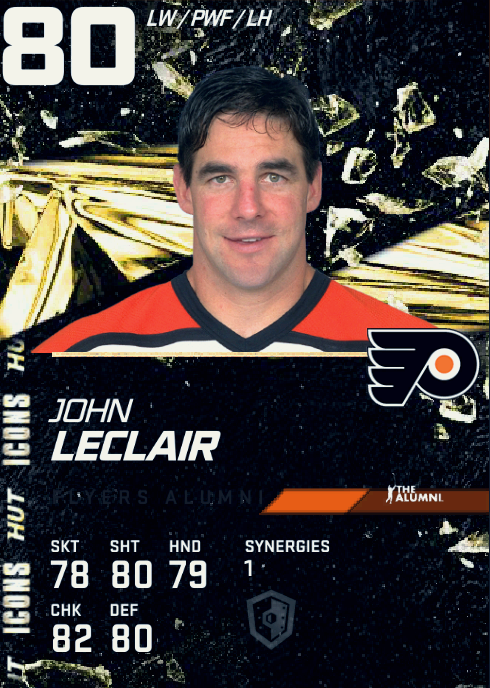 80
LW / PWF / LH
JOHN
LECLAIR
FLYERS ALUMNI
THE
ALUMNI.
SKT SHT HND SYNERGIES
78 80 79 1
CHK DEF
82 80
HUT
ICONS
HUT
ICONS